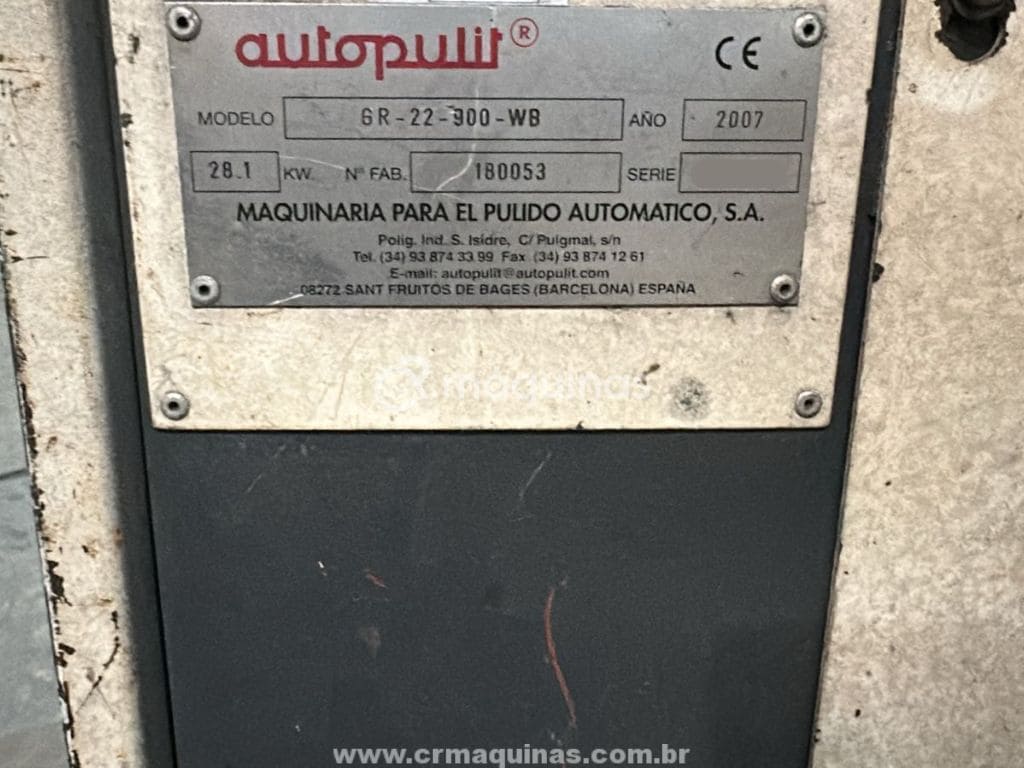 autopulit®
CE
MODELO GR-22-900-WB AÑO 2007
28.1 KW. Nº FAB. 180053 SERIE
MAQUINARIA PARA EL PULIDO AUTOMATICO, S.A.
Polig. Ind. S. Isidre, C/ Puigmal, s/n
Tel. (34) 93 874 33 99 Fax (34) 93 874 12 61
E-mail: autopulit@autopulit.com
08272 SANT FRUITOS DE BAGES (BARCELONA) ESPAÑA
máquinas
www.crmaquinas.com.br